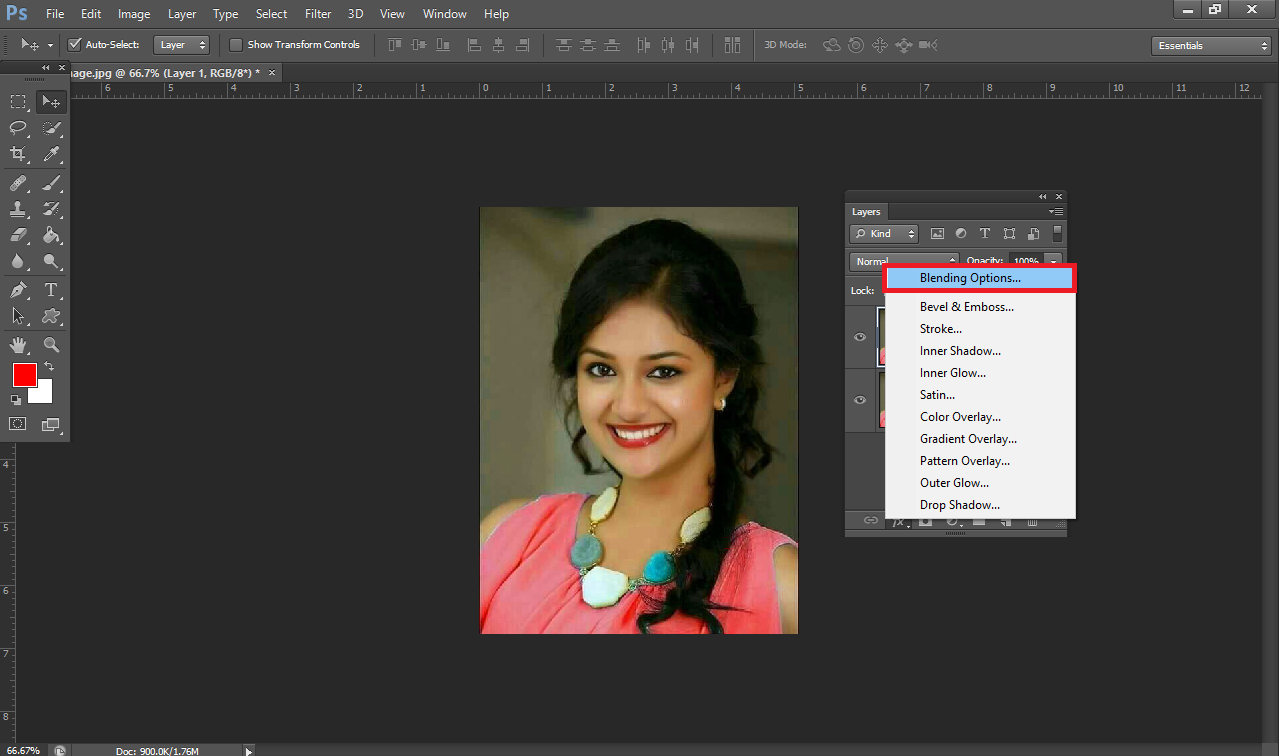 Ps File Edit Image Layer Type Select Filter 3D View Window Help
Auto-Select: Layer Show Transform Controls 3D Mode: Essentials
mage.jpg @ 66.7% (Layer 1, RGB/8*) * ×
6 5 4 3 2 1 0 1 2 3 4 5 6 7 8 9 10 11 12
Layers
Kind
T
Normal Opacity: 100%
Lock:
Blending Options...
Bevel & Emboss...
Stroke...
Inner Shadow...
Inner Glow...
Satin...
Color Overlay...
Gradient Overlay...
Pattern Overlay...
Outer Glow...
Drop Shadow...
fx
T
4
5
6
7
8
66.67% Doc: 900.0K/1.76M